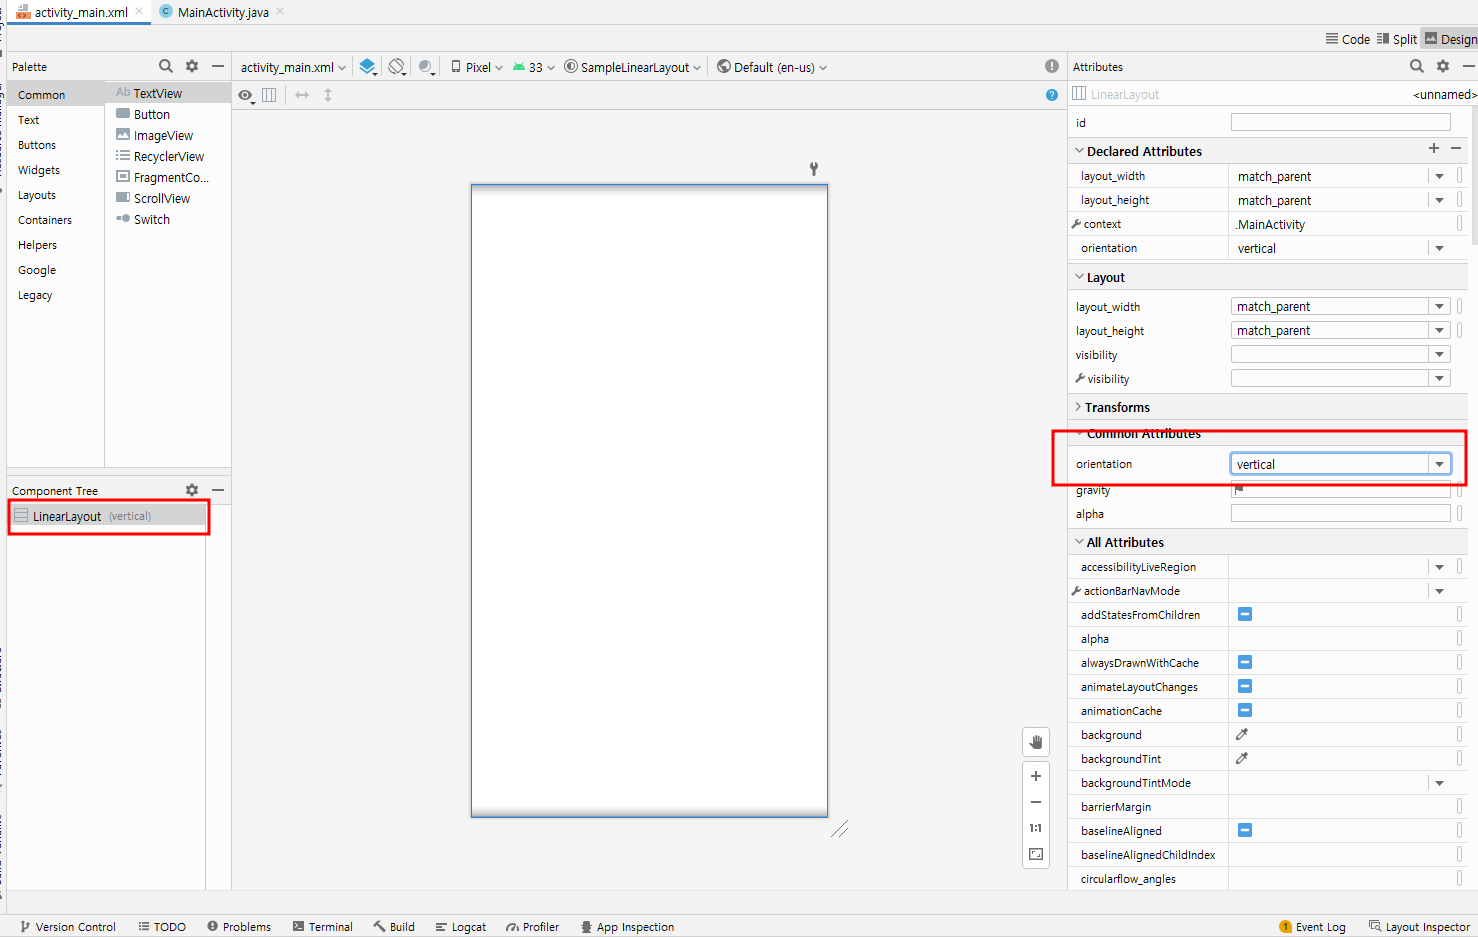 activity_main.xml
MainActivity.java
Code
Split
Design
Palette
activity_main.xml
Pixel
33
SampleLinearLayout
Default (en-us)
Attributes
Common
Text
Buttons
Widgets
Layouts
Containers
Helpers
Google
Legacy
Ab TextView
Button
ImageView
RecyclerView
FragmentCo...
ScrollView
Switch
LinearLayout
<unnamed>
id
Declared Attributes
layout_width match_parent
layout_height match_parent
context .MainActivity
orientation vertical
Layout
layout_width match_parent
layout_height match_parent
visibility
visibility
Transforms
Common Attributes
orientation vertical
gravity
alpha
All Attributes
accessibilityLiveRegion
actionBarNavMode
addStatesFromChildren
alpha
alwaysDrawnWithCache
animateLayoutChanges
animationCache
background
backgroundTint
backgroundTintMode
barrierMargin
baselineAligned
baselineAlignedChildIndex
circularflow_angles
Component Tree
LinearLayout (vertical)
1:1
Version Control
TODO
Problems
Terminal
Build
Logcat
Profiler
App Inspection
1 Event Log
Layout Inspector